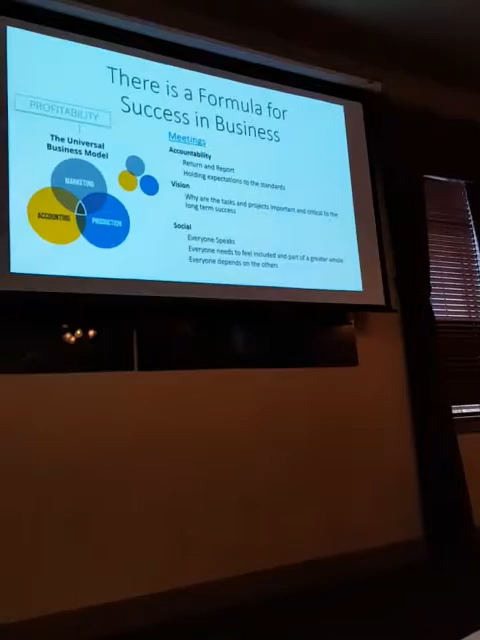 There is a Formula for
Success in Business
PROFITABILITY
The Universal
Business Model
MARKETING
ACCOUNTING
PRODUCTION
Meetings
Accountability
Return and Report
Holding expectations to the standards
Vision
Why are the tasks and projects important and critical to the
long term success
Social
Everyone Speaks
Everyone needs to feel included and part of a greater whole
Everyone depends on the others